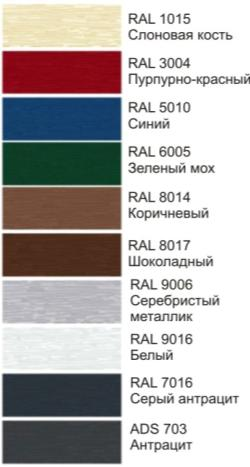 RAL 1015
Слоновая кость
RAL 3004
Пурпурно-красный
RAL 5010
Синий
RAL 6005
Зеленый мох
RAL 8014
Коричневый
RAL 8017
Шоколадный
RAL 9006
Серебристый
металлик
RAL 9016
Белый
RAL 7016
Серый антрацит
ADS 703
Антрацит